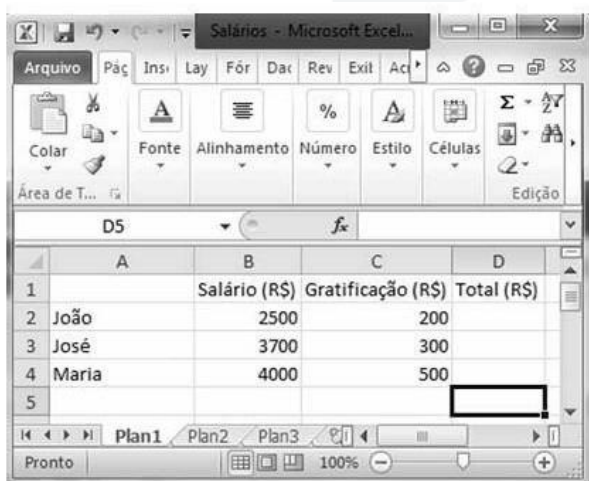 Salários - Microsoft Excel...
Arquivo Pág Ins Lay Fór Dac Rev Exit
Colar Fonte Alinhamento Número Estilo Células
% A A Σ
Área de T... Edição
D5 fx
A B C D
1 Salário (R$) Gratificação (R$) Total (R$)
2 João 2500 200
3 José 3700 300
4 Maria 4000 500
5
Plan1 Plan2 Plan3
Pronto 100%